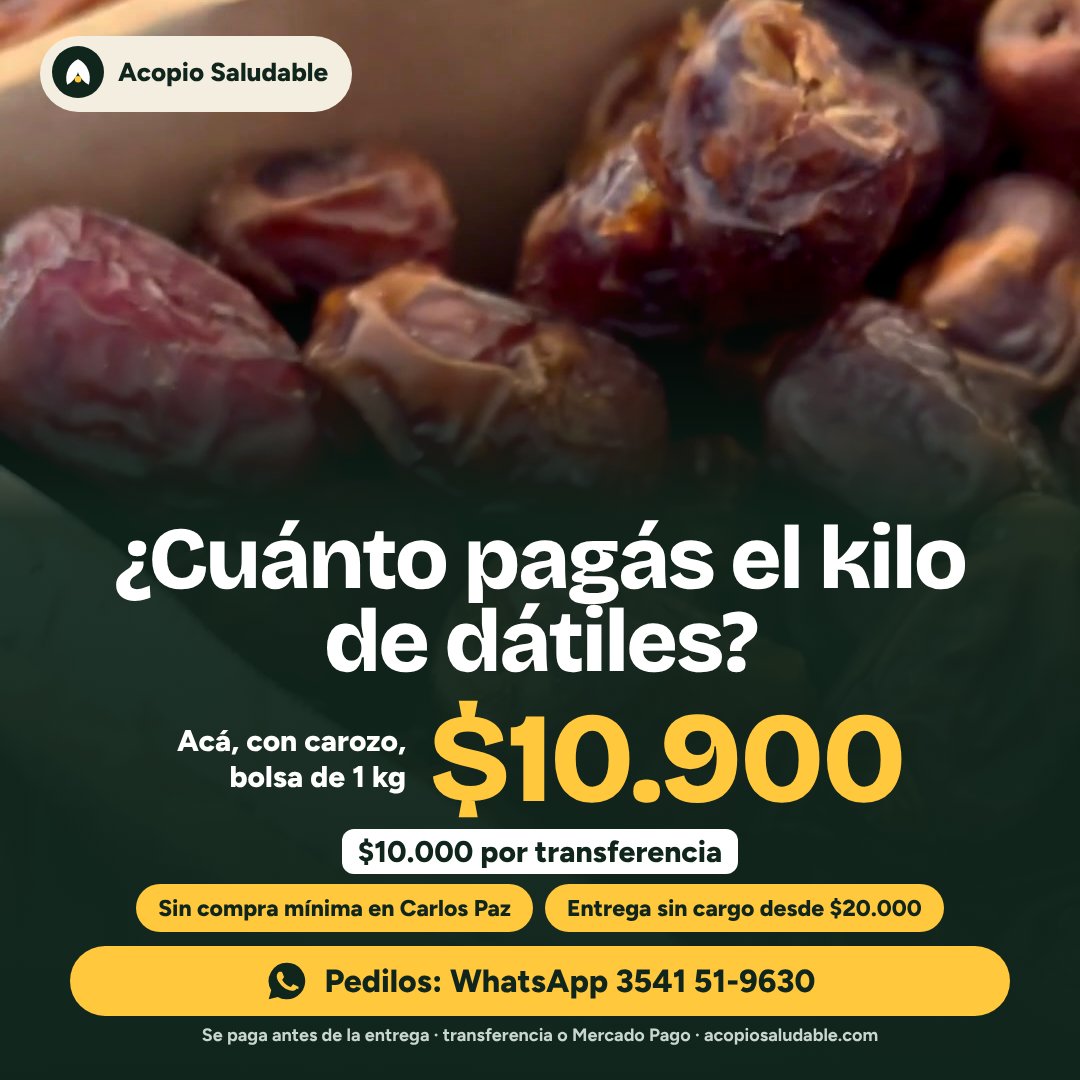 Acopio Saludable
¿Cuánto pagás el kilo
de dátiles?
Acá, con carozo,
bolsa de 1 kg
$10.900
$10.000 por transferencia
Sin compra mínima en Carlos Paz
Entrega sin cargo desde $20.000
Pedilos: WhatsApp 3541 51-9630
Se paga antes de la entrega · transferencia o Mercado Pago · acopiosaludable.com